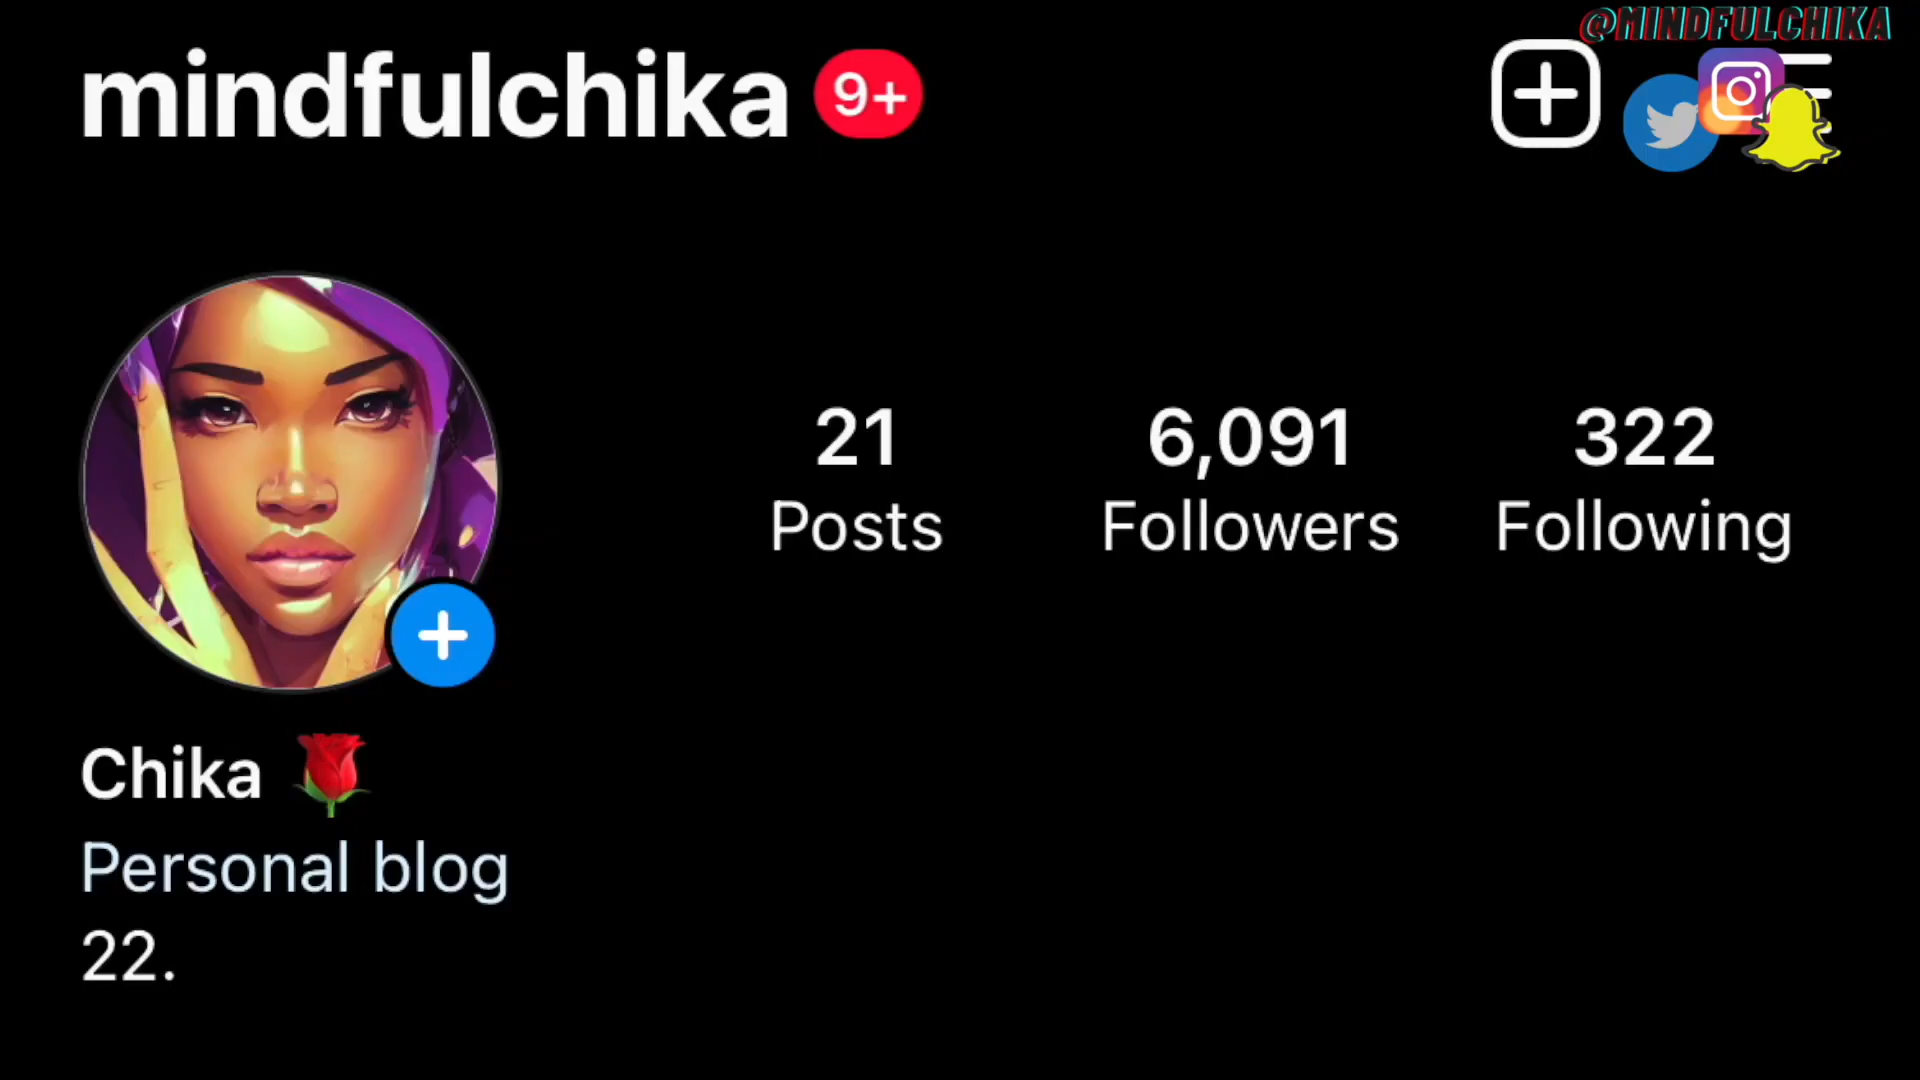 @MINDFULCHIKA
mindfulchika 9+
21 6,091 322
Posts Followers Following
Chika 🌹
Personal blog
22.